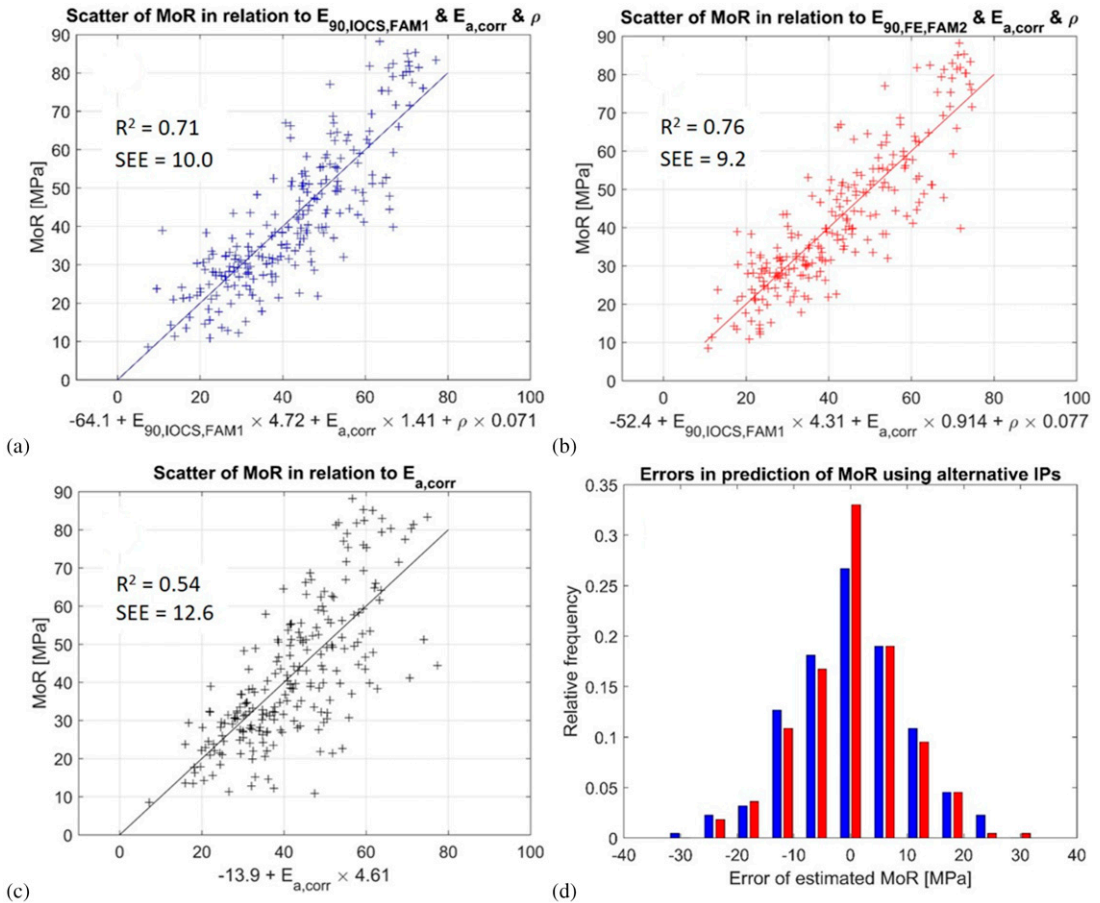 Scatter of MoR in relation to E90,IOCS,FAM1 & Ea,corr & ρ
MoR [MPa]
90
80
70
60
50
40
30
20
10
0
R² = 0.71
SEE = 10.0
0 20 40 60 80 100
-64.1 + E90,IOCS,FAM1 × 4.72 + Ea,corr × 1.41 + ρ × 0.071
(a)
Scatter of MoR in relation to E90,FE,FAM2 & Ea,corr & ρ
MoR [MPa]
90
80
70
60
50
40
30
20
10
0
R² = 0.76
SEE = 9.2
0 20 40 60 80 100
-52.4 + E90,IOCS,FAM1 × 4.31 + Ea,corr × 0.914 + ρ × 0.077
(b)
Scatter of MoR in relation to Ea,corr
MoR [MPa]
90
80
70
60
50
40
30
20
10
0
R² = 0.54
SEE = 12.6
0 20 40 60 80 100
-13.9 + Ea,corr × 4.61
(c)
Errors in prediction of MoR using alternative IPs
Relative frequency
0.35
0.3
0.25
0.2
0.15
0.1
0.05
0
-40 -30 -20 -10 0 10 20 30 40
Error of estimated MoR [MPa]
(d)